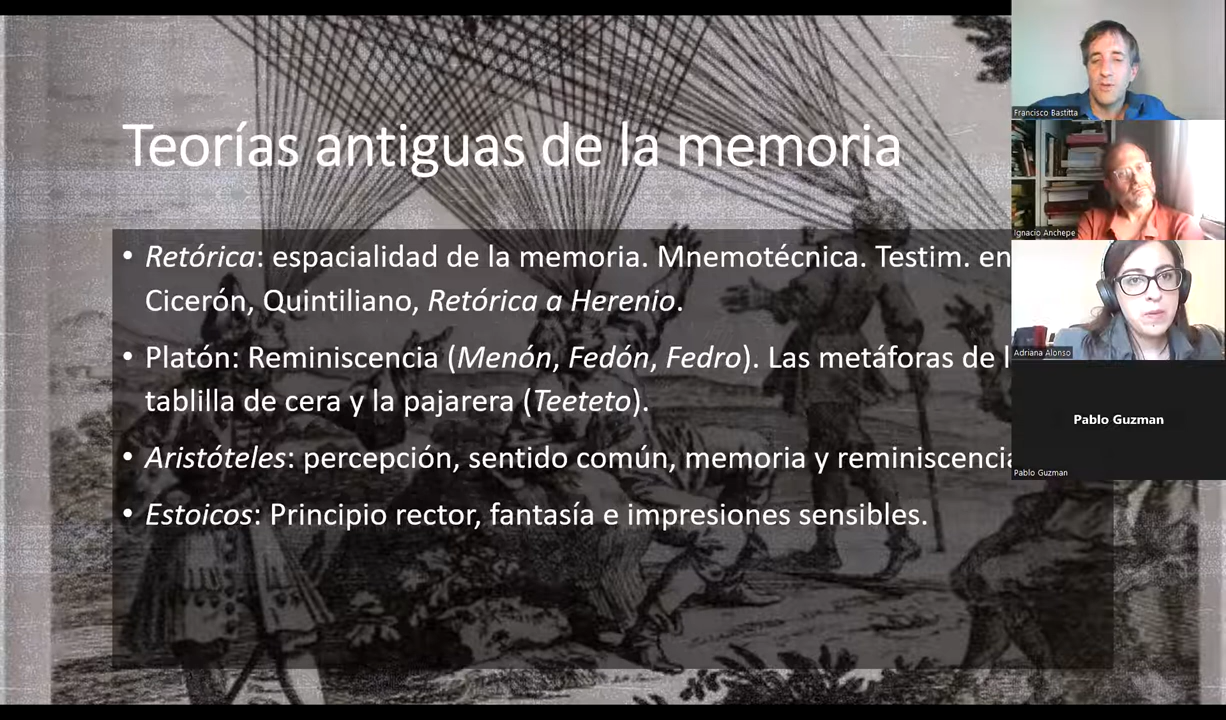 Teorías antiguas de la memoria
• Retórica: espacialidad de la memoria. Mnemotécnica. Testim. en
Cicerón, Quintiliano, Retórica a Herenio.
• Platón: Reminiscencia (Menón, Fedón, Fedro). Las metáforas de
tablilla de cera y la pajarera (Teeteto).
• Aristóteles: percepción, sentido común, memoria y reminiscencia
• Estoicos: Principio rector, fantasía e impresiones sensibles.
Francisco Bastitta
Ignacio Anchepe
Adriana Alonso
Pablo Guzman
Pablo Guzman